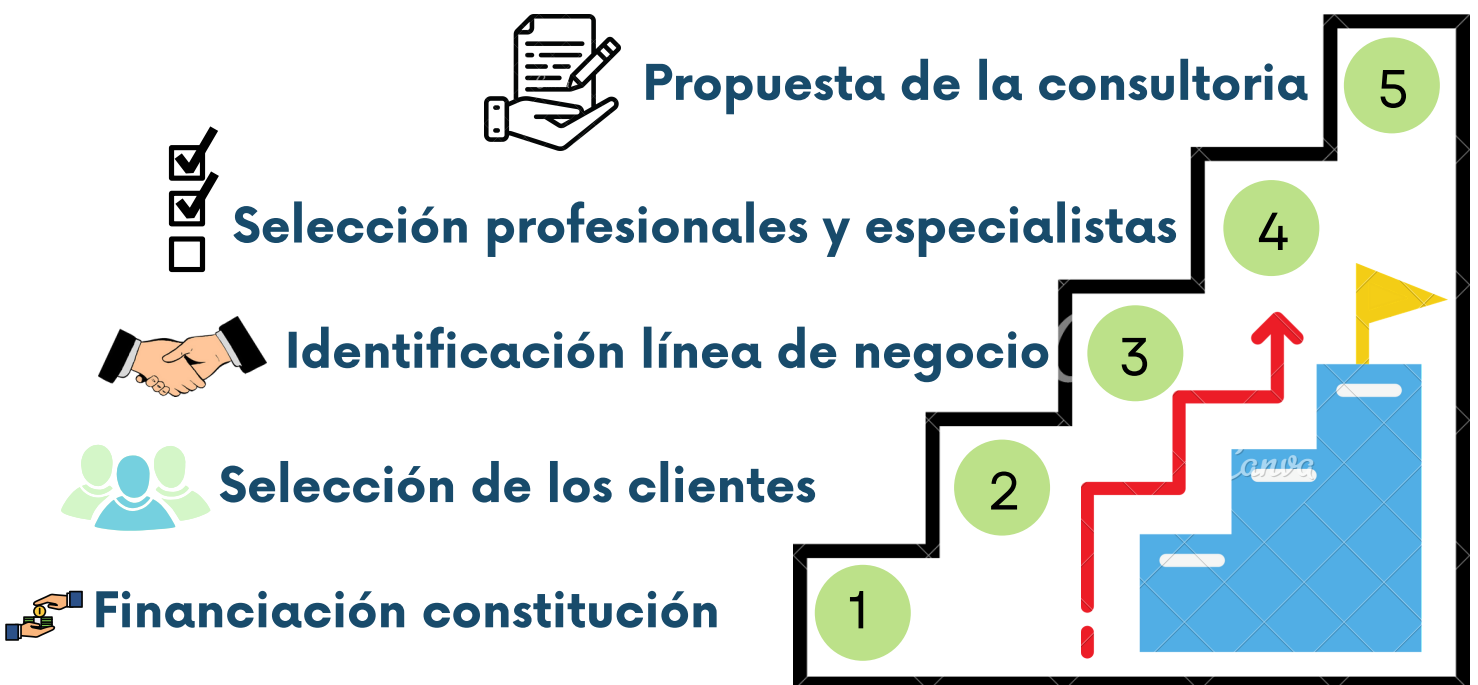 Propuesta de la consultoria 5
Selección profesionales y especialistas 4
Identificación línea de negocio 3
Selección de los clientes 2
Canva
Financiación constitución 1